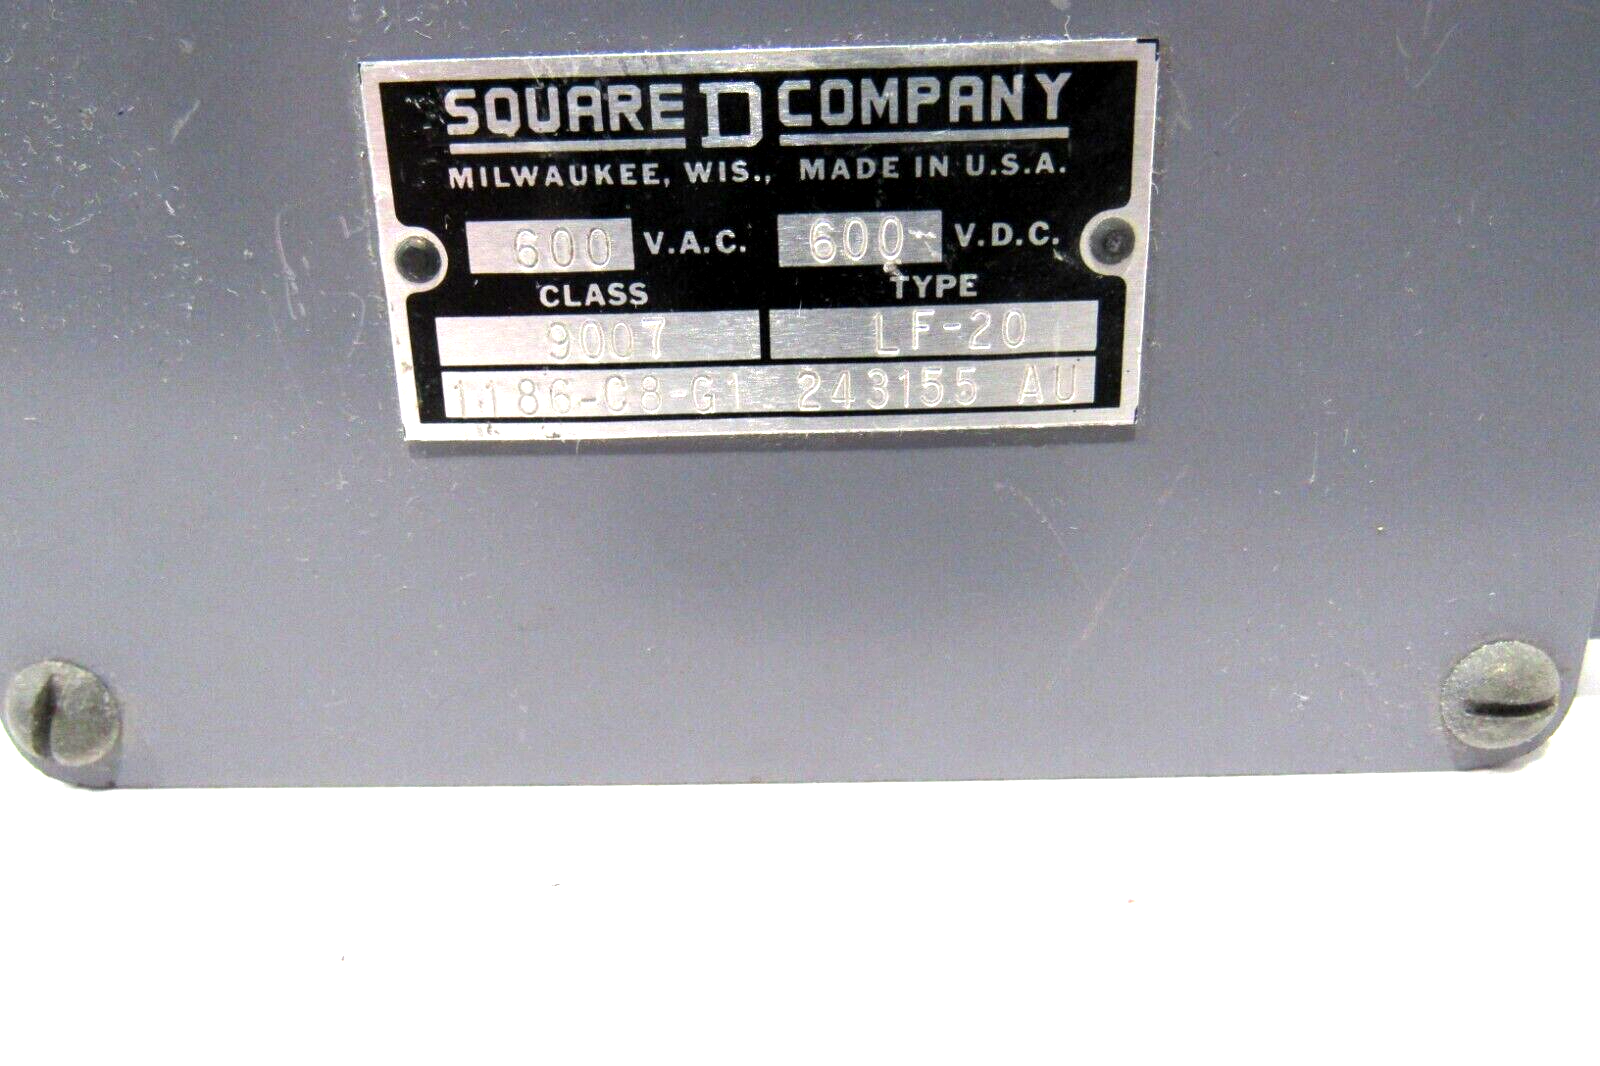 SQUARE D COMPANY
MILWAUKEE, WIS., MADE IN U.S.A.
600 V.A.C. 600 V.D.C.
CLASS TYPE
9007 LF-20
1186-C8-G1 243155 AU